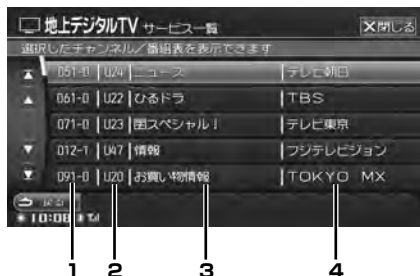 地上デジタルTV サービス一覧 ×閉じる
選択したチャンネル／番組表を表示できます
051-0 U24 ニュース テレビ朝日
061-0 U22 ひるドラ TBS
071-0 U23 国スペシャル！ テレビ東京
012-1 U47 情報 フジテレビジョン
091-0 U20 お買い物情報 TOKYO MX
戻る
10:08
1 2 3 4